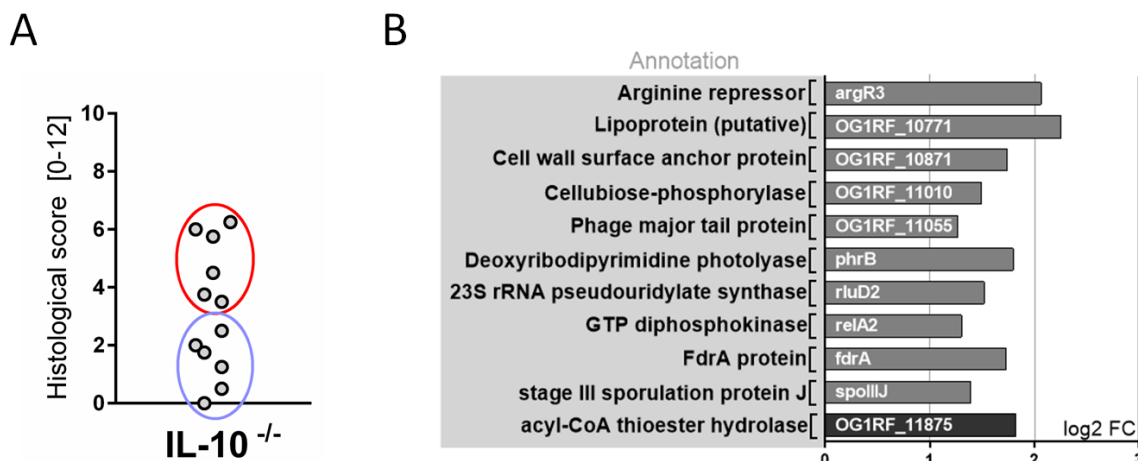 A
B
Histological score [0-12]
10
8
6
4
2
0
IL-10 -/-
Annotation
Arginine repressor argR3
Lipoprotein (putative) OG1RF_10771
Cell wall surface anchor protein OG1RF_10871
Cellubiose-phosphorylase OG1RF_11010
Phage major tail protein OG1RF_11055
Deoxyribodipyrimidine photolyase phrB
23S rRNA pseudouridylate synthase rluD2
GTP diphosphokinase relA2
FdrA protein fdrA
stage III sporulation protein J spoIIIJ
acyl-CoA thioester hydrolase OG1RF_11875
log2 FC
0 1 2